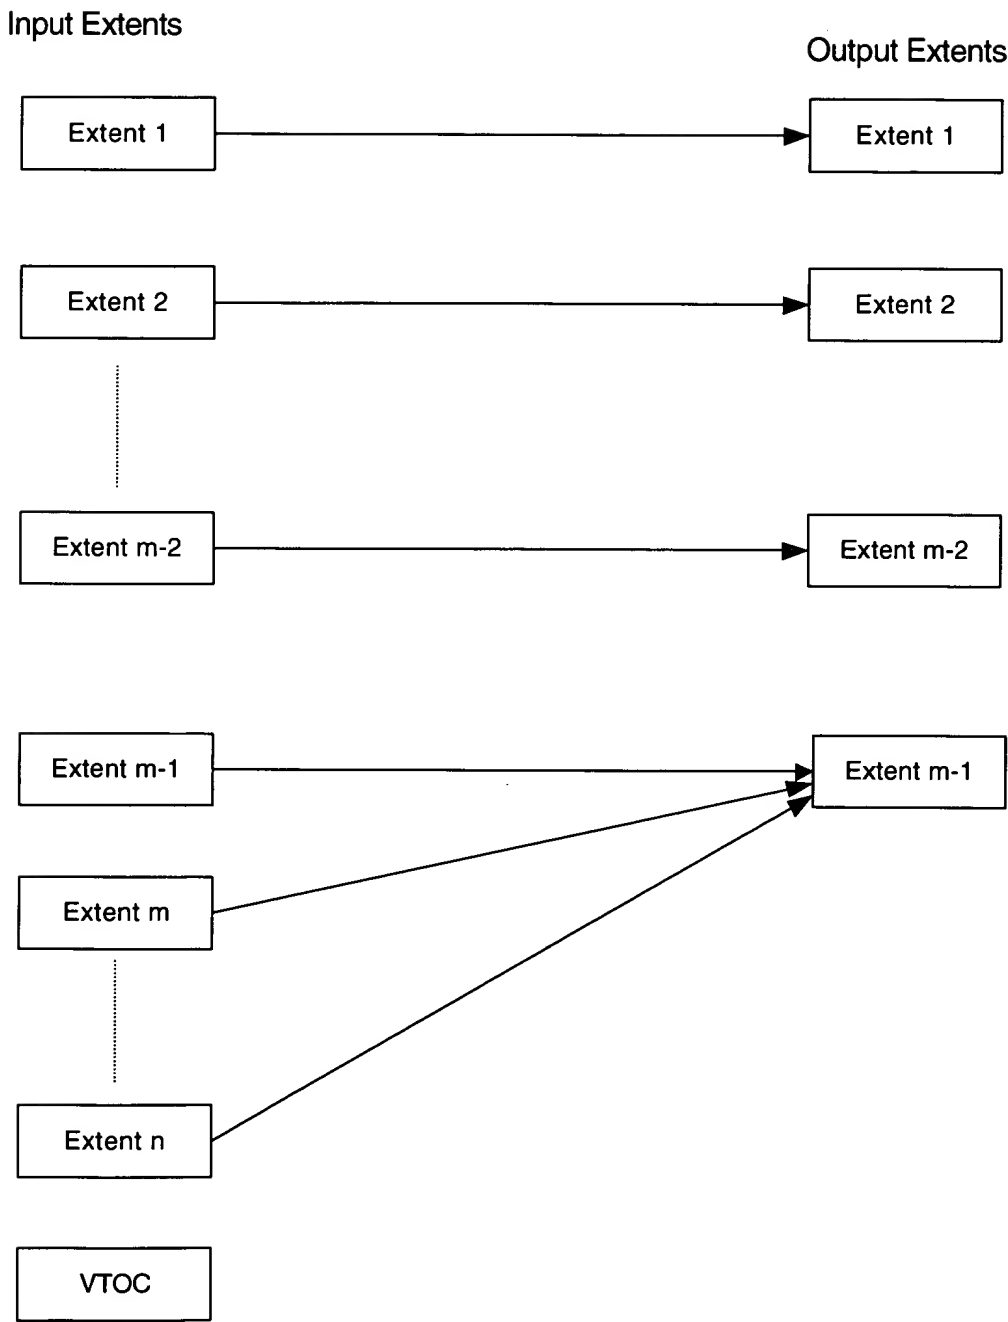 Input Extents
Output Extents
Extent 1
Extent 1
Extent 2
Extent 2
Extent m-2
Extent m-2
Extent m-1
Extent m-1
Extent m
Extent n
VTOC